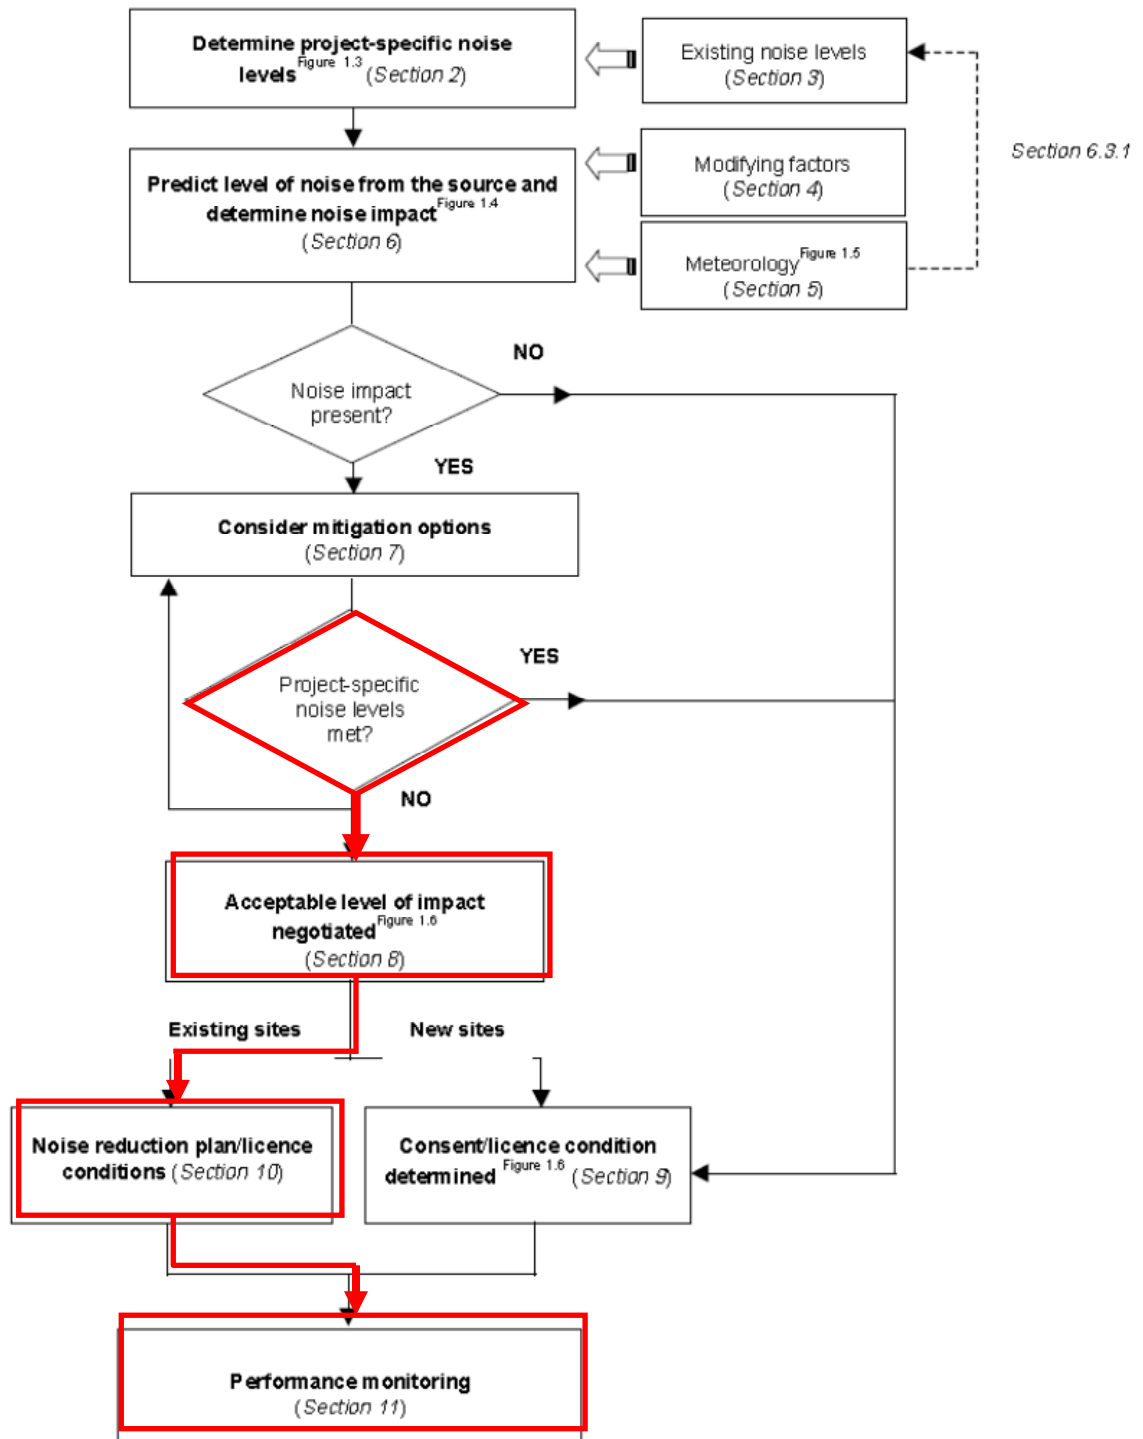 Determine project-specific noise
levels Figure 1.3 (Section 2)
Existing noise levels
(Section 3)
Section 6.3.1
Modifying factors
(Section 4)
Predict level of noise from the source and
determine noise impact Figure 1.4
(Section 6)
Meteorology Figure 1.5
(Section 5)
NO
Noise impact
present?
YES
Consider mitigation options
(Section 7)
YES
Project-specific
noise levels
met?
NO
Acceptable level of impact
negotiated Figure 1.6
(Section 8)
Existing sites
New sites
Noise reduction plan/licence
conditions (Section 10)
Consent/licence condition
determined Figure 1.6 (Section 9)
Performance monitoring
(Section 11)